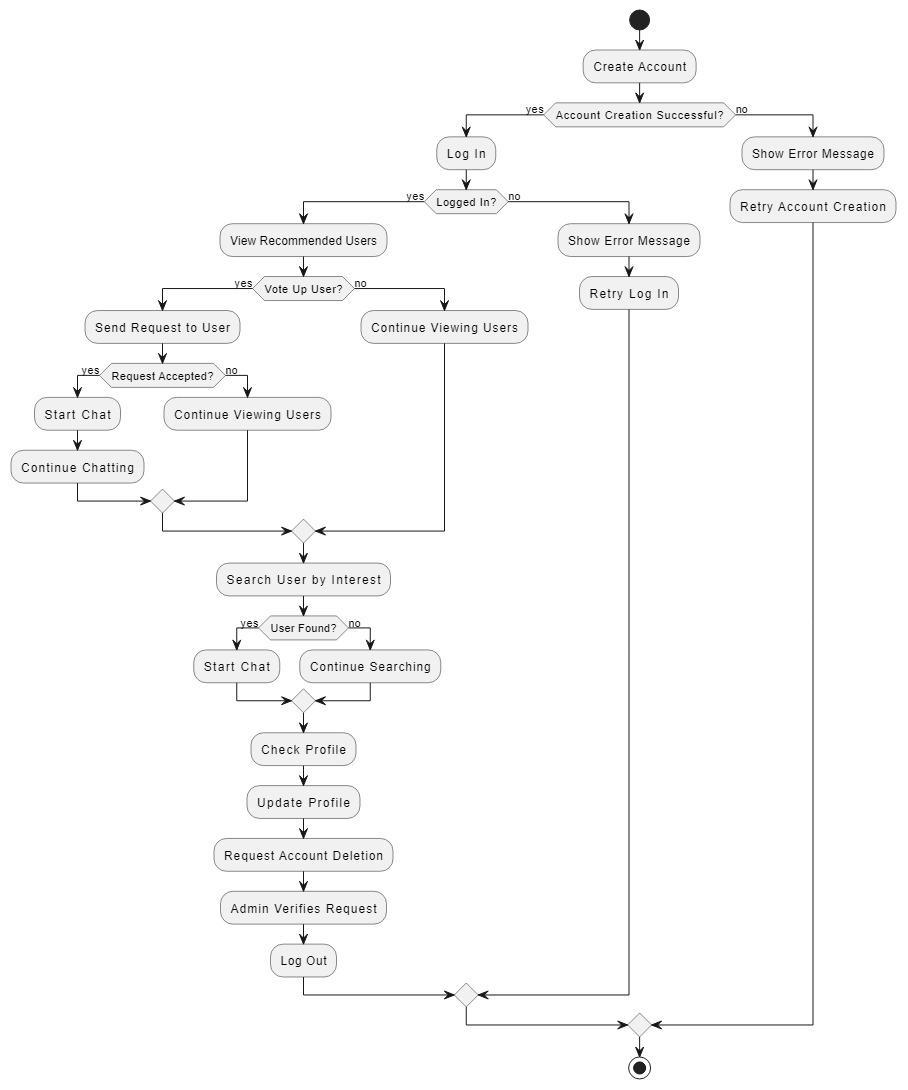 Create Account
yes
Account Creation Successful?
no
Log In
Show Error Message
yes
Logged In?
no
Retry Account Creation
View Recommended Users
Show Error Message
yes
Vote Up User?
no
Retry Log In
Send Request to User
Continue Viewing Users
yes
Request Accepted?
no
Start Chat
Continue Viewing Users
Continue Chatting
Search User by Interest
yes
User Found?
no
Start Chat
Continue Searching
Check Profile
Update Profile
Request Account Deletion
Admin Verifies Request
Log Out